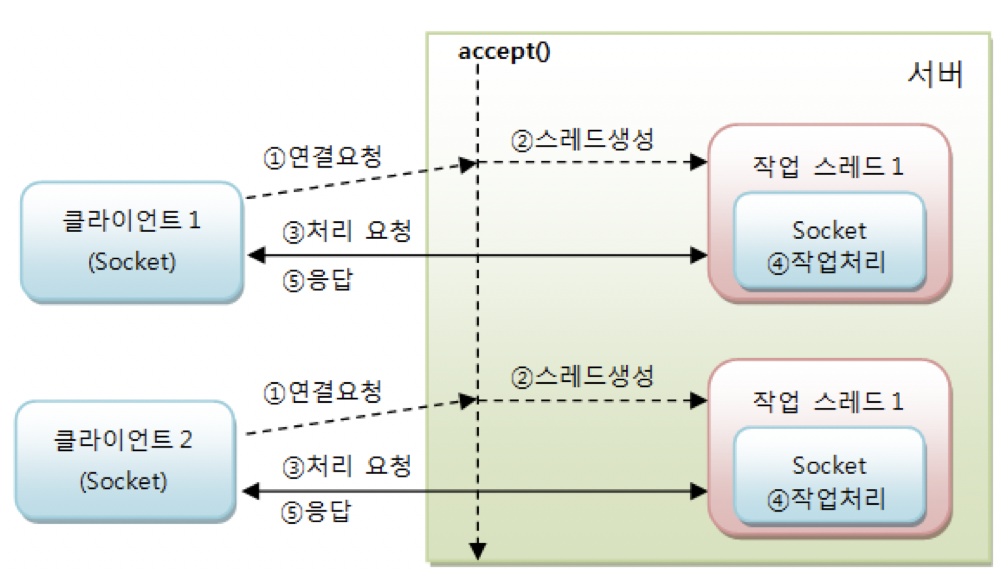 accept()
서버
①연결요청
②스레드생성
작업 스레드1
클라이언트1
(Socket)
③처리 요청
⑤응답
Socket
④작업처리
①연결요청
②스레드생성
작업 스레드1
클라이언트2
(Socket)
③처리 요청
⑤응답
Socket
④작업처리